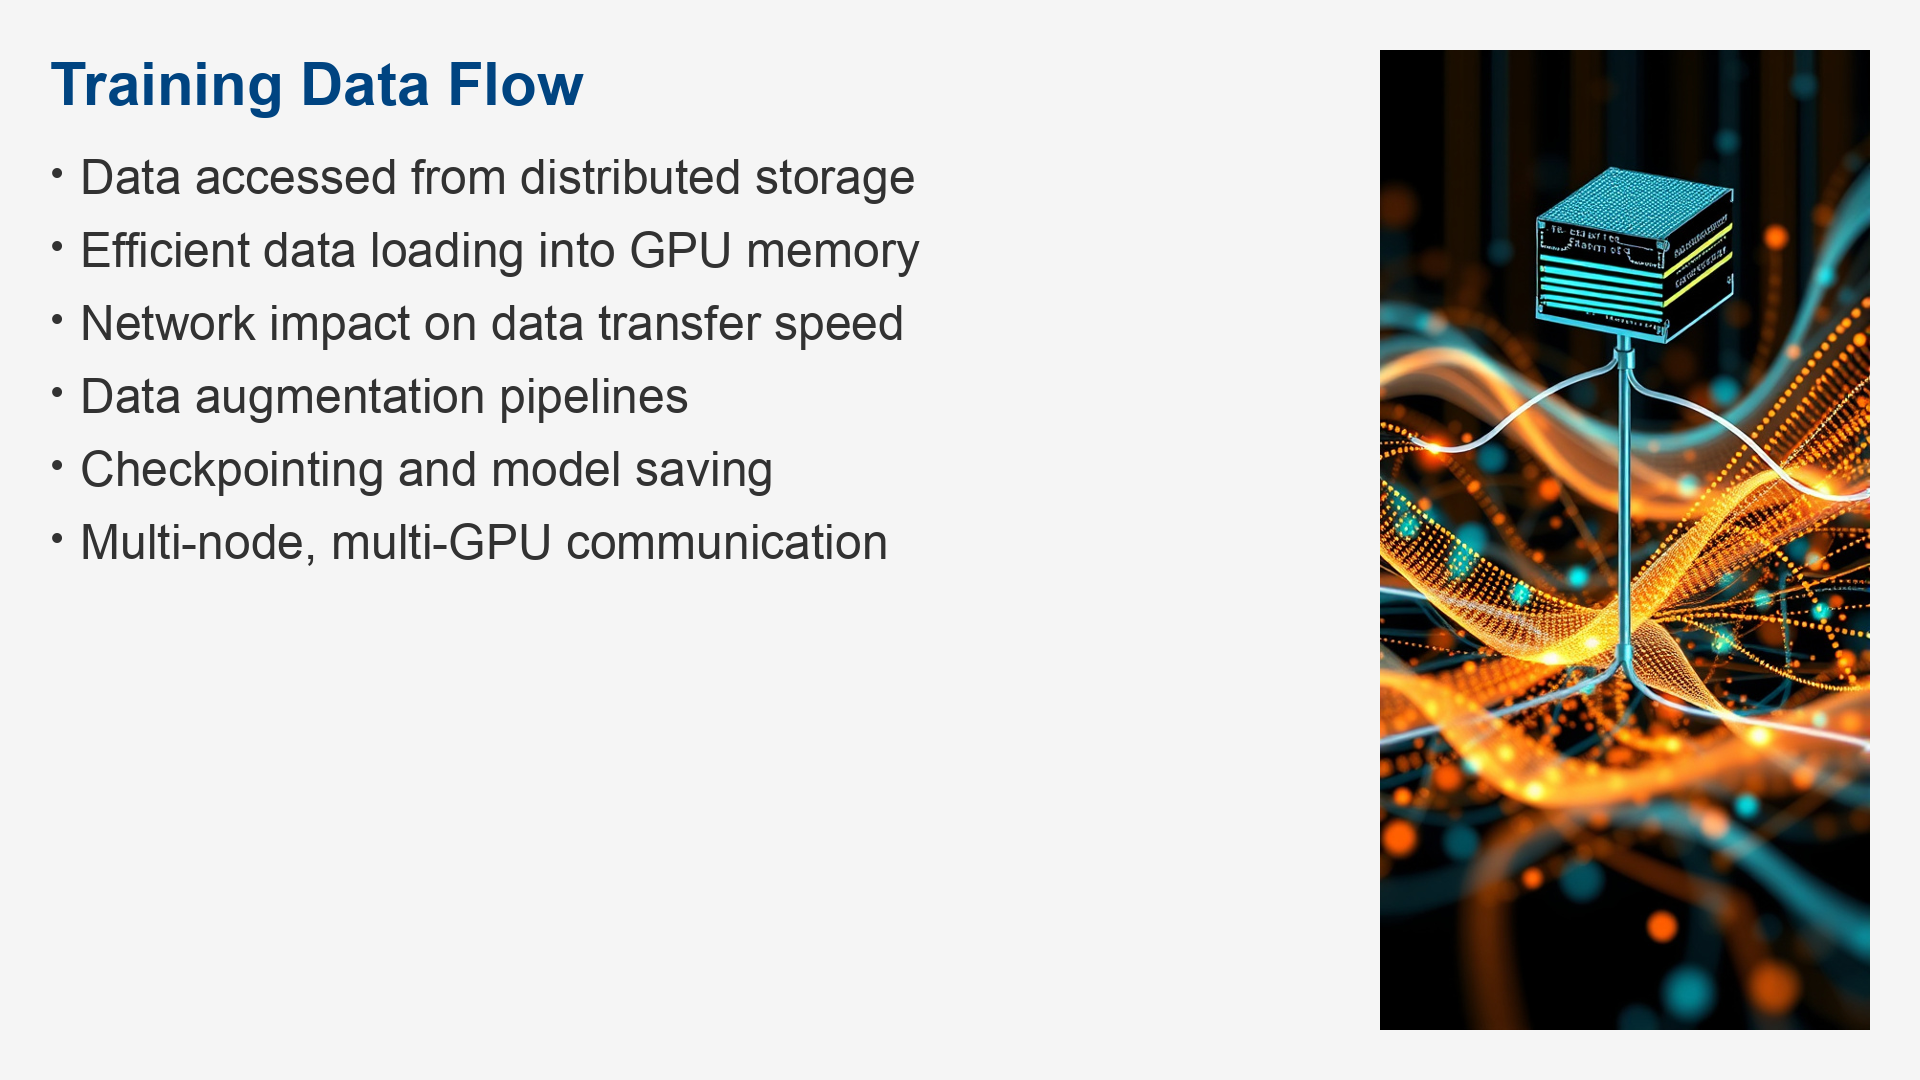 Training Data Flow
• Data accessed from distributed storage
• Efficient data loading into GPU memory
• Network impact on data transfer speed
• Data augmentation pipelines
• Checkpointing and model saving
• Multi-node, multi-GPU communication